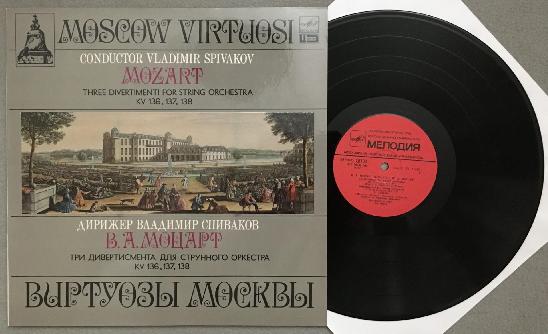 MOSCOW VIRTUOSI
CONDUCTOR VLADIMIR SPIVAKOV
MOZART
THREE DIVERTIMENTI FOR STRING ORCHESTRA
KV 136, 137, 138
ДИРИЖЕР ВЛАДИМИР СПИВАКОВ
В. А. МОЦАРТ
ТРИ ДИВЕРТИСМЕНТА ДЛЯ СТРУННОГО ОРКЕСТРА
KV 136, 137, 138
ВИРТУОЗЫ МОСКВЫ
МЕЛОДИЯ